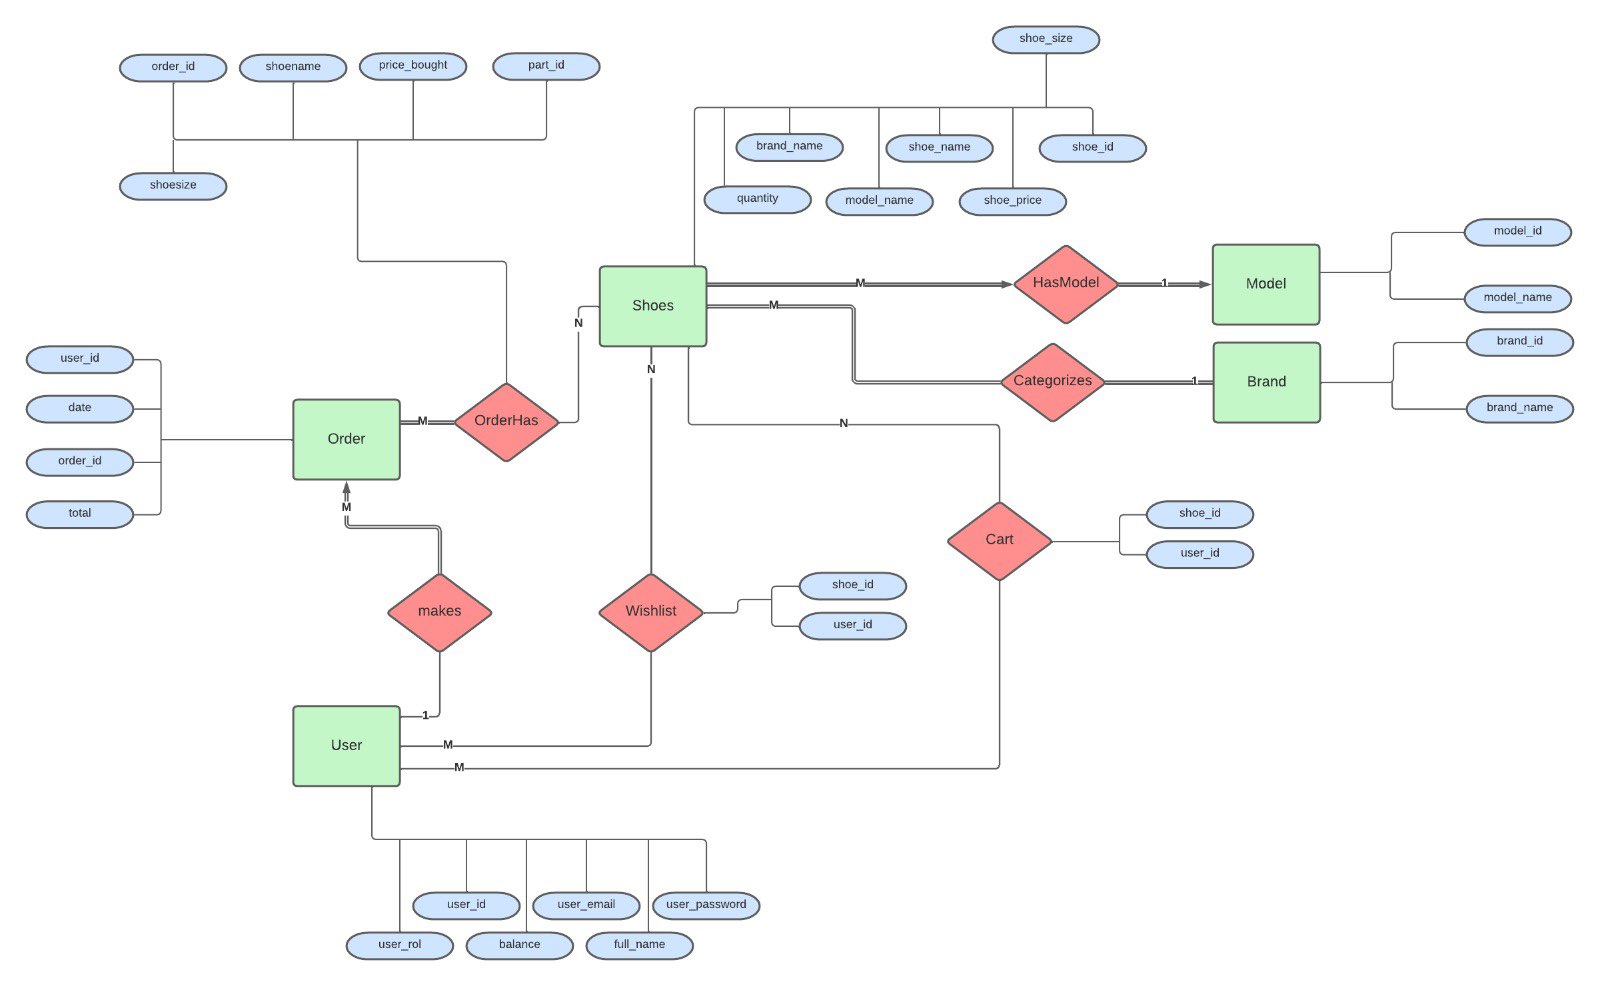 shoe_size
order_id
shoename
price_bought
part_id
brand_name
shoe_name
shoe_id
shoesize
quantity
model_name
shoe_price
model_id
HasModel
Model
M
1
model_name
Shoes
M
N
brand_id
user_id
N
Categorizes
1
Brand
date
brand_name
OrderHas
M
N
Order
order_id
M
total
shoe_id
Cart
user_id
shoe_id
makes
Wishlist
user_id
1
User
M
M
user_id
user_email
user_password
user_rol
balance
full_name